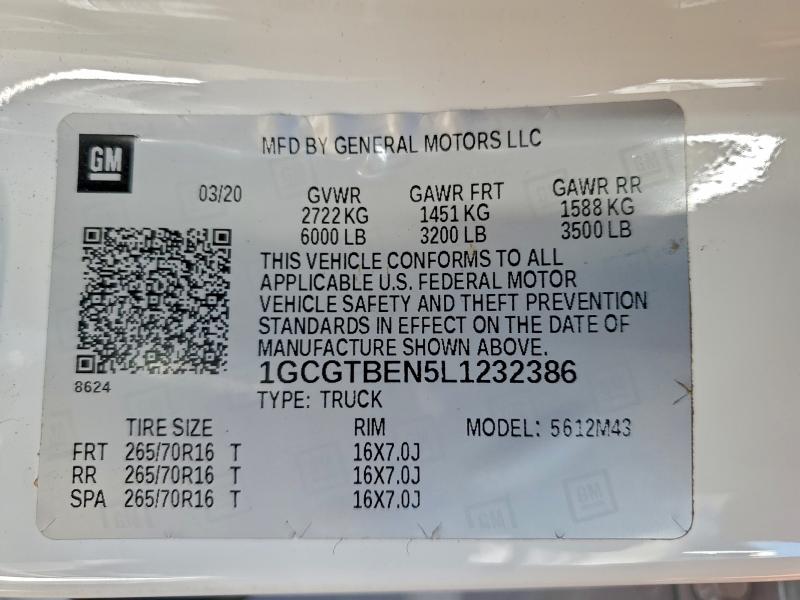 GM
MFD BY GENERAL MOTORS LLC
03/20 GVWR GAWR FRT GAWR RR
2722 KG 1451 KG 1588 KG
6000 LB 3200 LB 3500 LB
THIS VEHICLE CONFORMS TO ALL
APPLICABLE U.S. FEDERAL MOTOR
VEHICLE SAFETY AND THEFT PREVENTION
STANDARDS IN EFFECT ON THE DATE OF
MANUFACTURE SHOWN ABOVE.
8624
1GCGTBEN5L1232386
TYPE: TRUCK
TIRE SIZE RIM MODEL: 5612M43
FRT 265/70R16 T 16X7.0J
RR 265/70R16 T 16X7.0J
SPA 265/70R16 T 16X7.0J
GM
GM